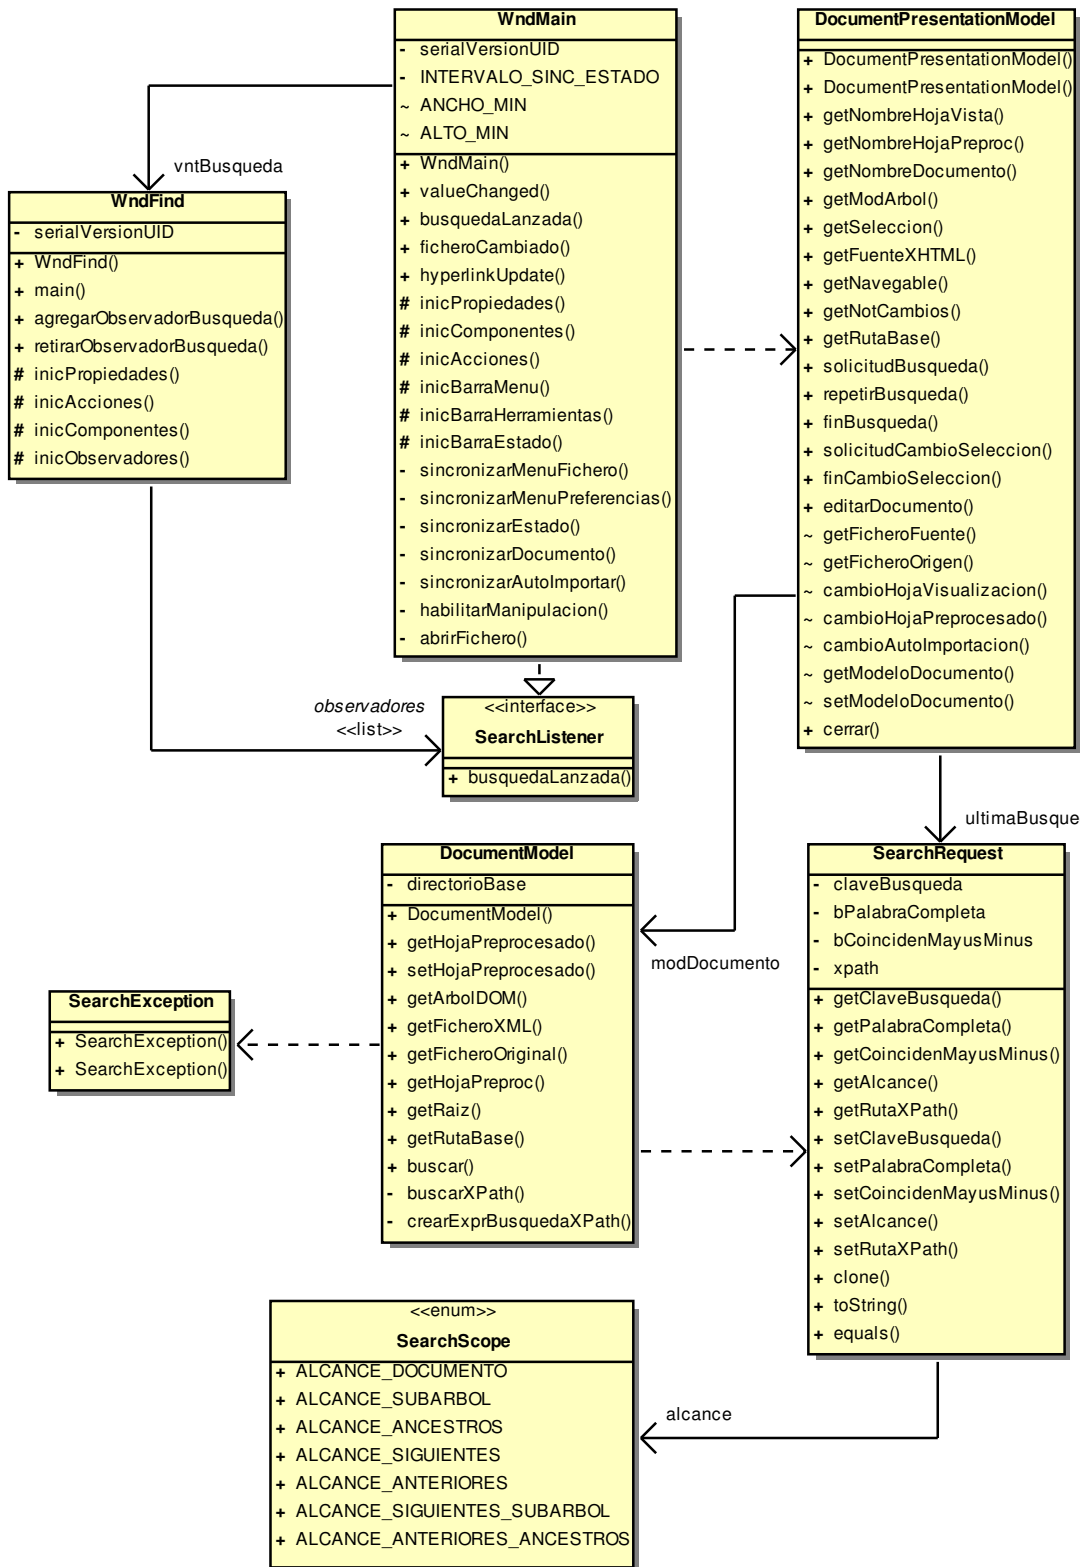 WndMain
- serialVersionUID
- INTERVALO_SINC_ESTADO
~ ANCHO_MIN
~ ALTO_MIN
+ WndMain()
+ valueChanged()
+ busquedaLanzada()
+ ficheroCambiado()
+ hyperlinkUpdate()
# inicPropiedades()
# inicComponentes()
# inicAcciones()
# inicBarraMenu()
# inicBarraHerramientas()
# inicBarraEstado()
- sincronizarMenuFichero()
- sincronizarMenuPreferencias()
- sincronizarEstado()
- sincronizarDocumento()
- sincronizarAutoImportar()
- habilitarManipulacion()
- abrirFichero()
DocumentPresentationModel
+ DocumentPresentationModel()
+ DocumentPresentationModel()
+ getNombreHojaVista()
+ getNombreHojaPreproc()
+ getNombreDocumento()
+ getModArbol()
+ getSeleccion()
+ getFuenteXHTML()
+ getNavegable()
+ getNotCambios()
+ getRutaBase()
+ solicitudBusqueda()
+ repetirBusqueda()
+ finBusqueda()
+ solicitudCambioSeleccion()
+ finCambioSeleccion()
+ editarDocumento()
~ getFicheroFuente()
~ getFicheroOrigen()
~ cambioHojaVisualizacion()
~ cambioHojaPreprocesado()
~ cambioAutoImportacion()
~ getModeloDocumento()
~ setModeloDocumento()
+ cerrar()
vntBusqueda
WndFind
- serialVersionUID
+ WndFind()
+ main()
+ agregarObservadorBusqueda()
+ retirarObservadorBusqueda()
# inicPropiedades()
# inicAcciones()
# inicComponentes()
# inicObservadores()
observadores
<<list>>
<<interface>>
SearchListener
+ busquedaLanzada()
ultimaBusque
DocumentModel
- directorioBase
+ DocumentModel()
+ getHojaPreprocesado()
+ setHojaPreprocesado()
+ getArbolDOM()
+ getFicheroXML()
+ getFicheroOriginal()
+ getHojaPreproc()
+ getRaiz()
+ getRutaBase()
+ buscar()
- buscarXPath()
- crearExprBusquedaXPath()
modDocumento
SearchRequest
- claveBusqueda
- bPalabraCompleta
- bCoincidenMayusMinus
- xpath
+ getClaveBusqueda()
+ getPalabraCompleta()
+ getCoincidenMayusMinus()
+ getAlcance()
+ getRutaXPath()
+ setClaveBusqueda()
+ setPalabraCompleta()
+ setCoincidenMayusMinus()
+ setAlcance()
+ setRutaXPath()
+ clone()
+ toString()
+ equals()
SearchException
+ SearchException()
+ SearchException()
<<enum>>
SearchScope
+ ALCANCE_DOCUMENTO
+ ALCANCE_SUBARBOL
+ ALCANCE_ANCESTROS
+ ALCANCE_SIGUIENTES
+ ALCANCE_ANTERIORES
+ ALCANCE_SIGUIENTES_SUBARBOL
+ ALCANCE_ANTERIORES_ANCESTROS
alcance